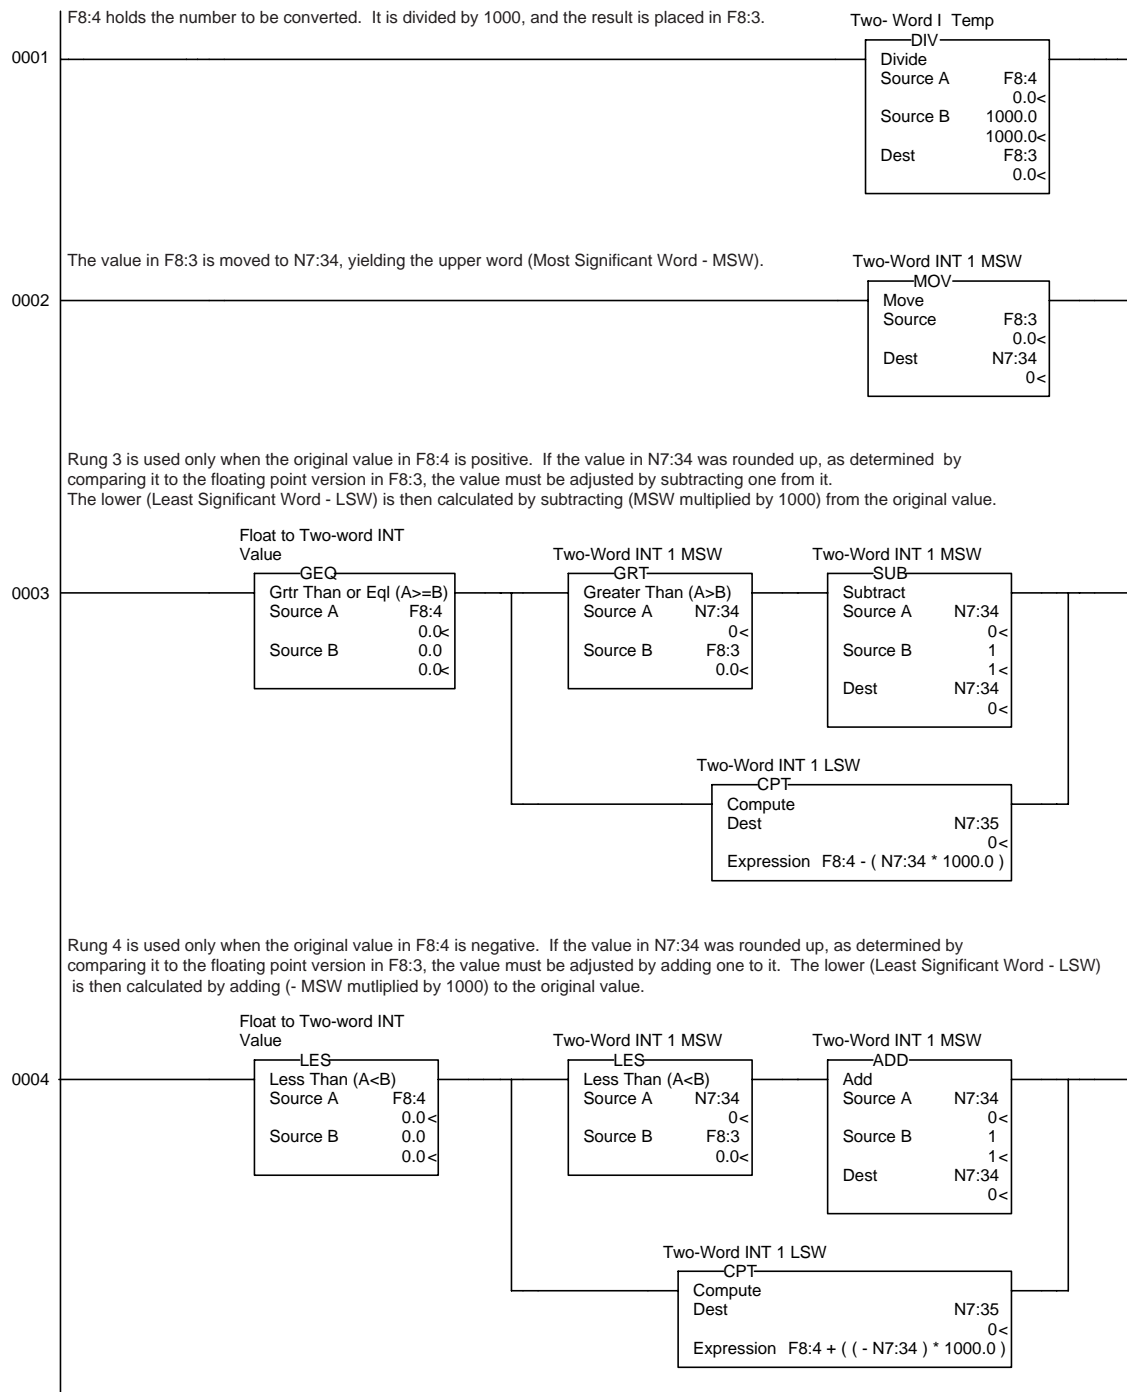 F8:4 holds the number to be converted.  It is divided by 1000, and the result is placed in F8:3.
Two- Word I  Temp
0001
DIV
Divide
Source A F8:4
0.0<
Source B 1000.0
1000.0<
Dest F8:3
0.0<
The value in F8:3 is moved to N7:34, yielding the upper word (Most Significant Word - MSW).
Two-Word INT 1 MSW
0002
MOV
Move
Source F8:3
0.0<
Dest N7:34
0<
Rung 3 is used only when the original value in F8:4 is positive.  If the value in N7:34 was rounded up, as determined  by
comparing it to the floating point version in F8:3, the value must be adjusted by subtracting one from it.
The lower (Least Significant Word - LSW) is then calculated by subtracting (MSW multiplied by 1000) from the original value.
0003
Float to Two-word INT
Value
GEQ
Grtr Than or Eql (A>=B)
Source A F8:4
0.0<
Source B 0.0
0.0<
Two-Word INT 1 MSW
GRT
Greater Than (A>B)
Source A N7:34
0<
Source B F8:3
0.0<
Two-Word INT 1 MSW
SUB
Subtract
Source A N7:34
0<
Source B 1
1<
Dest N7:34
0<
Two-Word INT 1 LSW
CPT
Compute
Dest N7:35
0<
Expression F8:4 - ( N7:34 * 1000.0 )
Rung 4 is used only when the original value in F8:4 is negative.  If the value in N7:34 was rounded up, as determined by
comparing it to the floating point version in F8:3, the value must be adjusted by adding one to it.  The lower (Least Significant Word - LSW)
is then calculated by adding (- MSW mutliplied by 1000) to the original value.
0004
Float to Two-word INT
Value
LES
Less Than (A<B)
Source A F8:4
0.0<
Source B 0.0
0.0<
Two-Word INT 1 MSW
LES
Less Than (A<B)
Source A N7:34
0<
Source B F8:3
0.0<
Two-Word INT 1 MSW
ADD
Add
Source A N7:34
0<
Source B 1
1<
Dest N7:34
0<
Two-Word INT 1 LSW
CPT
Compute
Dest N7:35
0<
Expression F8:4 + ( ( - N7:34 ) * 1000.0 )